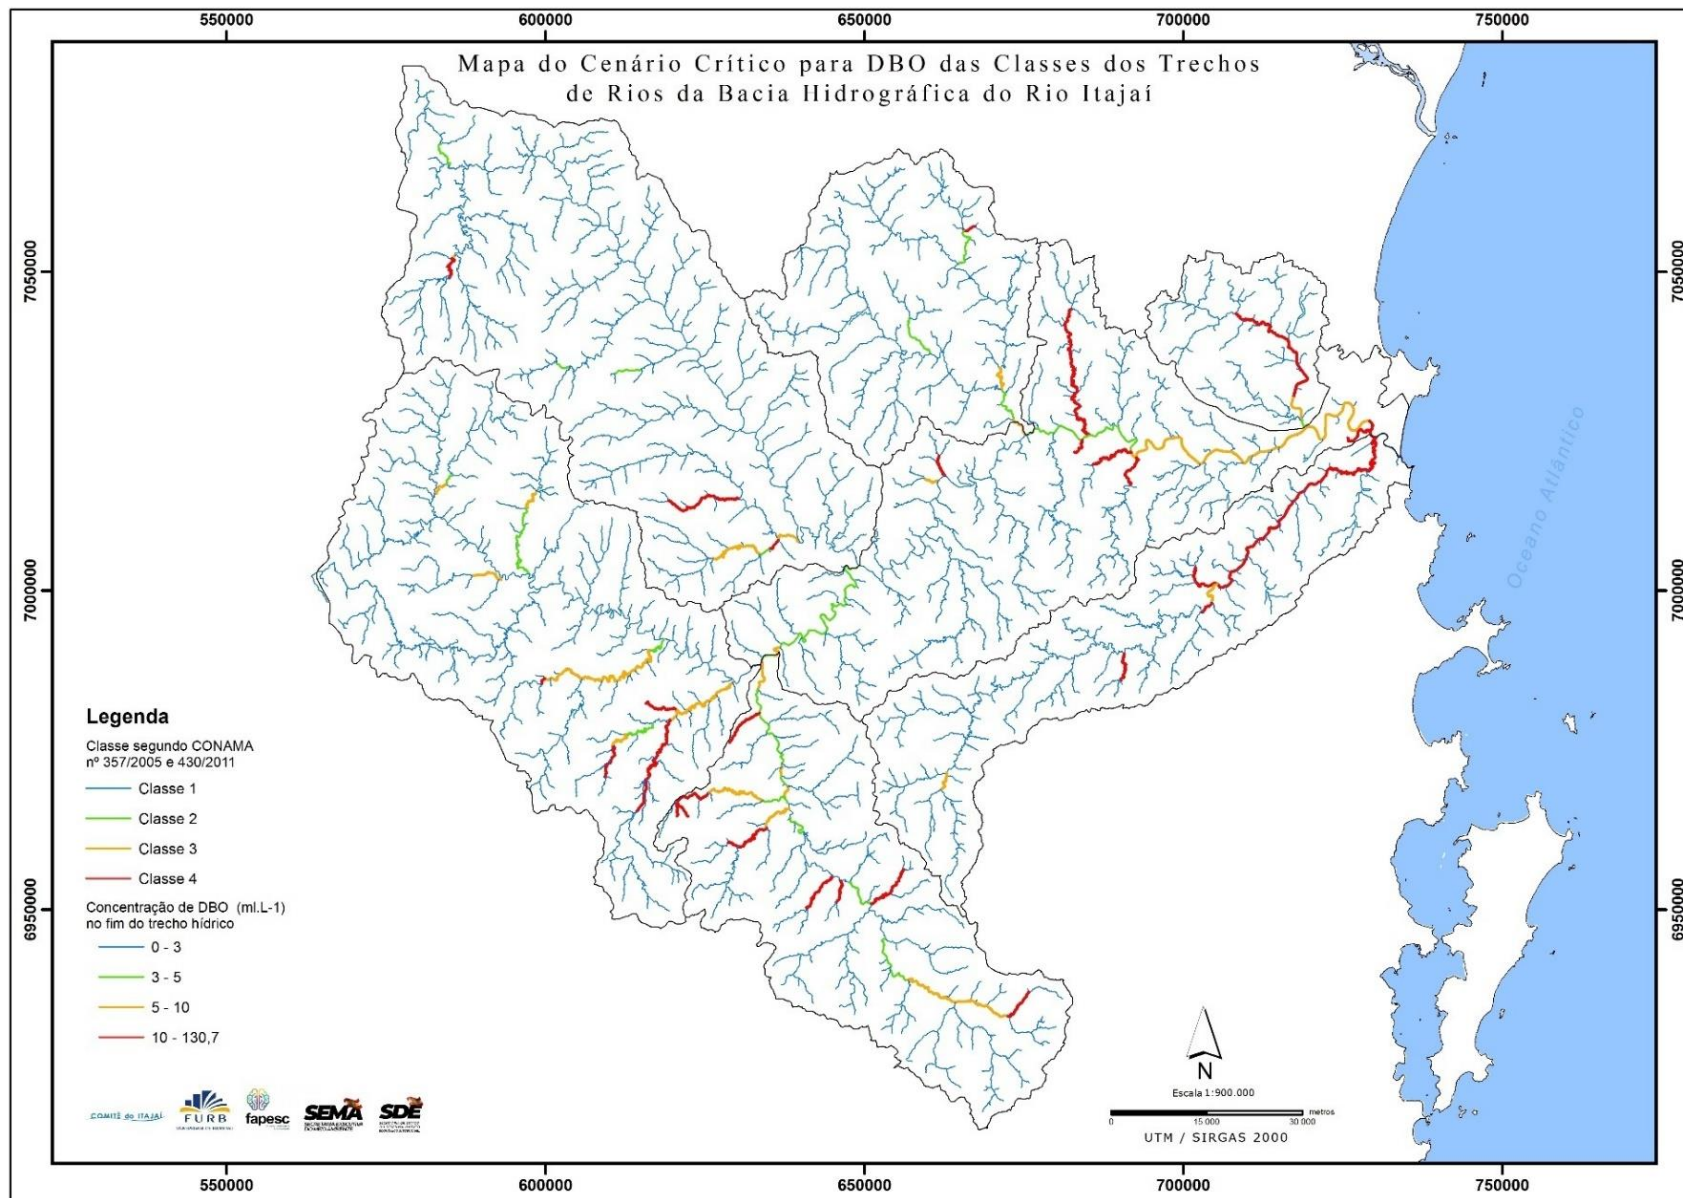 550000 600000 650000 700000 750000
Mapa do Cenário Crítico para DBO das Classes dos Trechos
de Rios da Bacia Hidrográfica do Rio Itajaí
7050000 7050000
7000000 7000000
6950000 6950000
Oceano Atlântico
Legenda
Classe segundo CONAMA
nº 357/2005 e 430/2011
Classe 1
Classe 2
Classe 3
Classe 4
Concentração de DBO (ml.L-1)
no fim do trecho hídrico
0 - 3
3 - 5
5 - 10
10 - 130,7
COMITÊ do ITAJAÍ
FURB
fapesc
SEMA
SDE
N
Escala 1:900.000
metros
15 000 30 000
UTM / SIRGAS 2000
550000 600000 650000 700000 750000